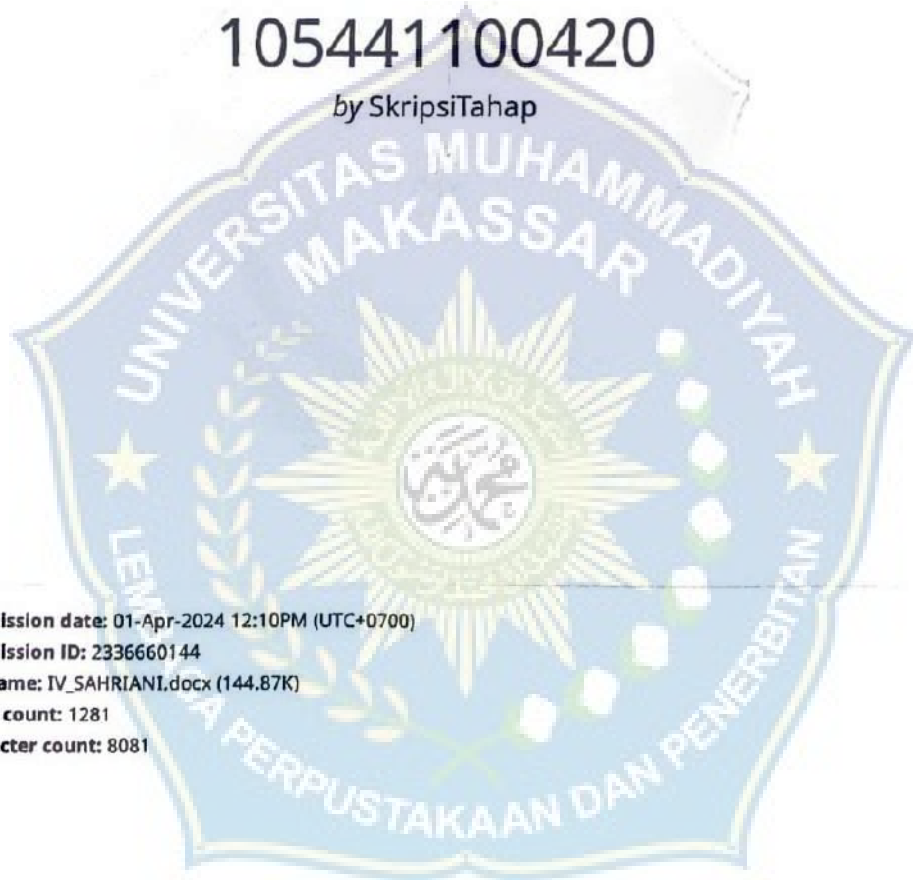 105441100420
by SkripsiTahap
UNIVERSITAS MUHAMMADIYAH
MAKASSAR
محمد
LEMBAGA PERPUSTAKAAN DAN PENERBITAN
ission date: 01-Apr-2024 12:10PM (UTC+0700)
ission ID: 2336660144
ame: IV_SAHRIANI.docx (144.87K)
count: 1281
cter count: 8081